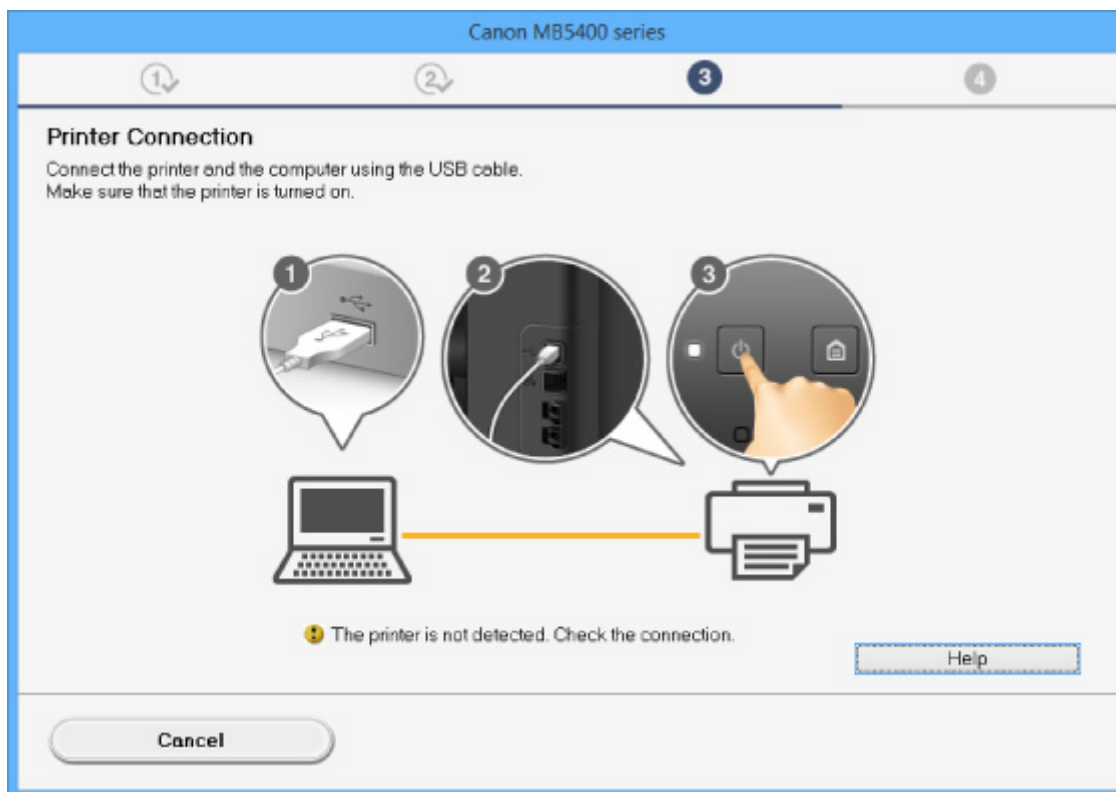 Canon MB5400 series
1
2
3
4
Printer Connection
Connect the printer and the computer using the USB cable.
Make sure that the printer is turned on.
1
2
3
The printer is not detected. Check the connection.
Help
Cancel